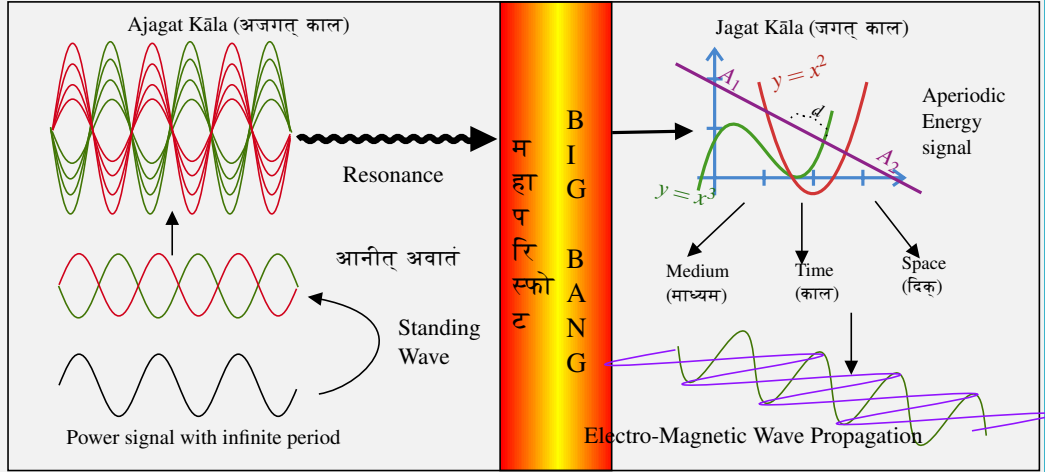 Ajagat Kāla (अजगत् काल)
Resonance
आनीत् अवातं
Standing
Wave
Power signal with infinite period
म
हा
प
रि
स्फो
ट
B
I
G
B
A
N
G
Jagat Kāla (जगत् काल)
A₁
y = x²
d
A₂
y = x³
Aperiodic
Energy
signal
Medium
(माध्यम)
Time
(काल)
Space
(दिक्)
Electro-Magnetic Wave Propagation